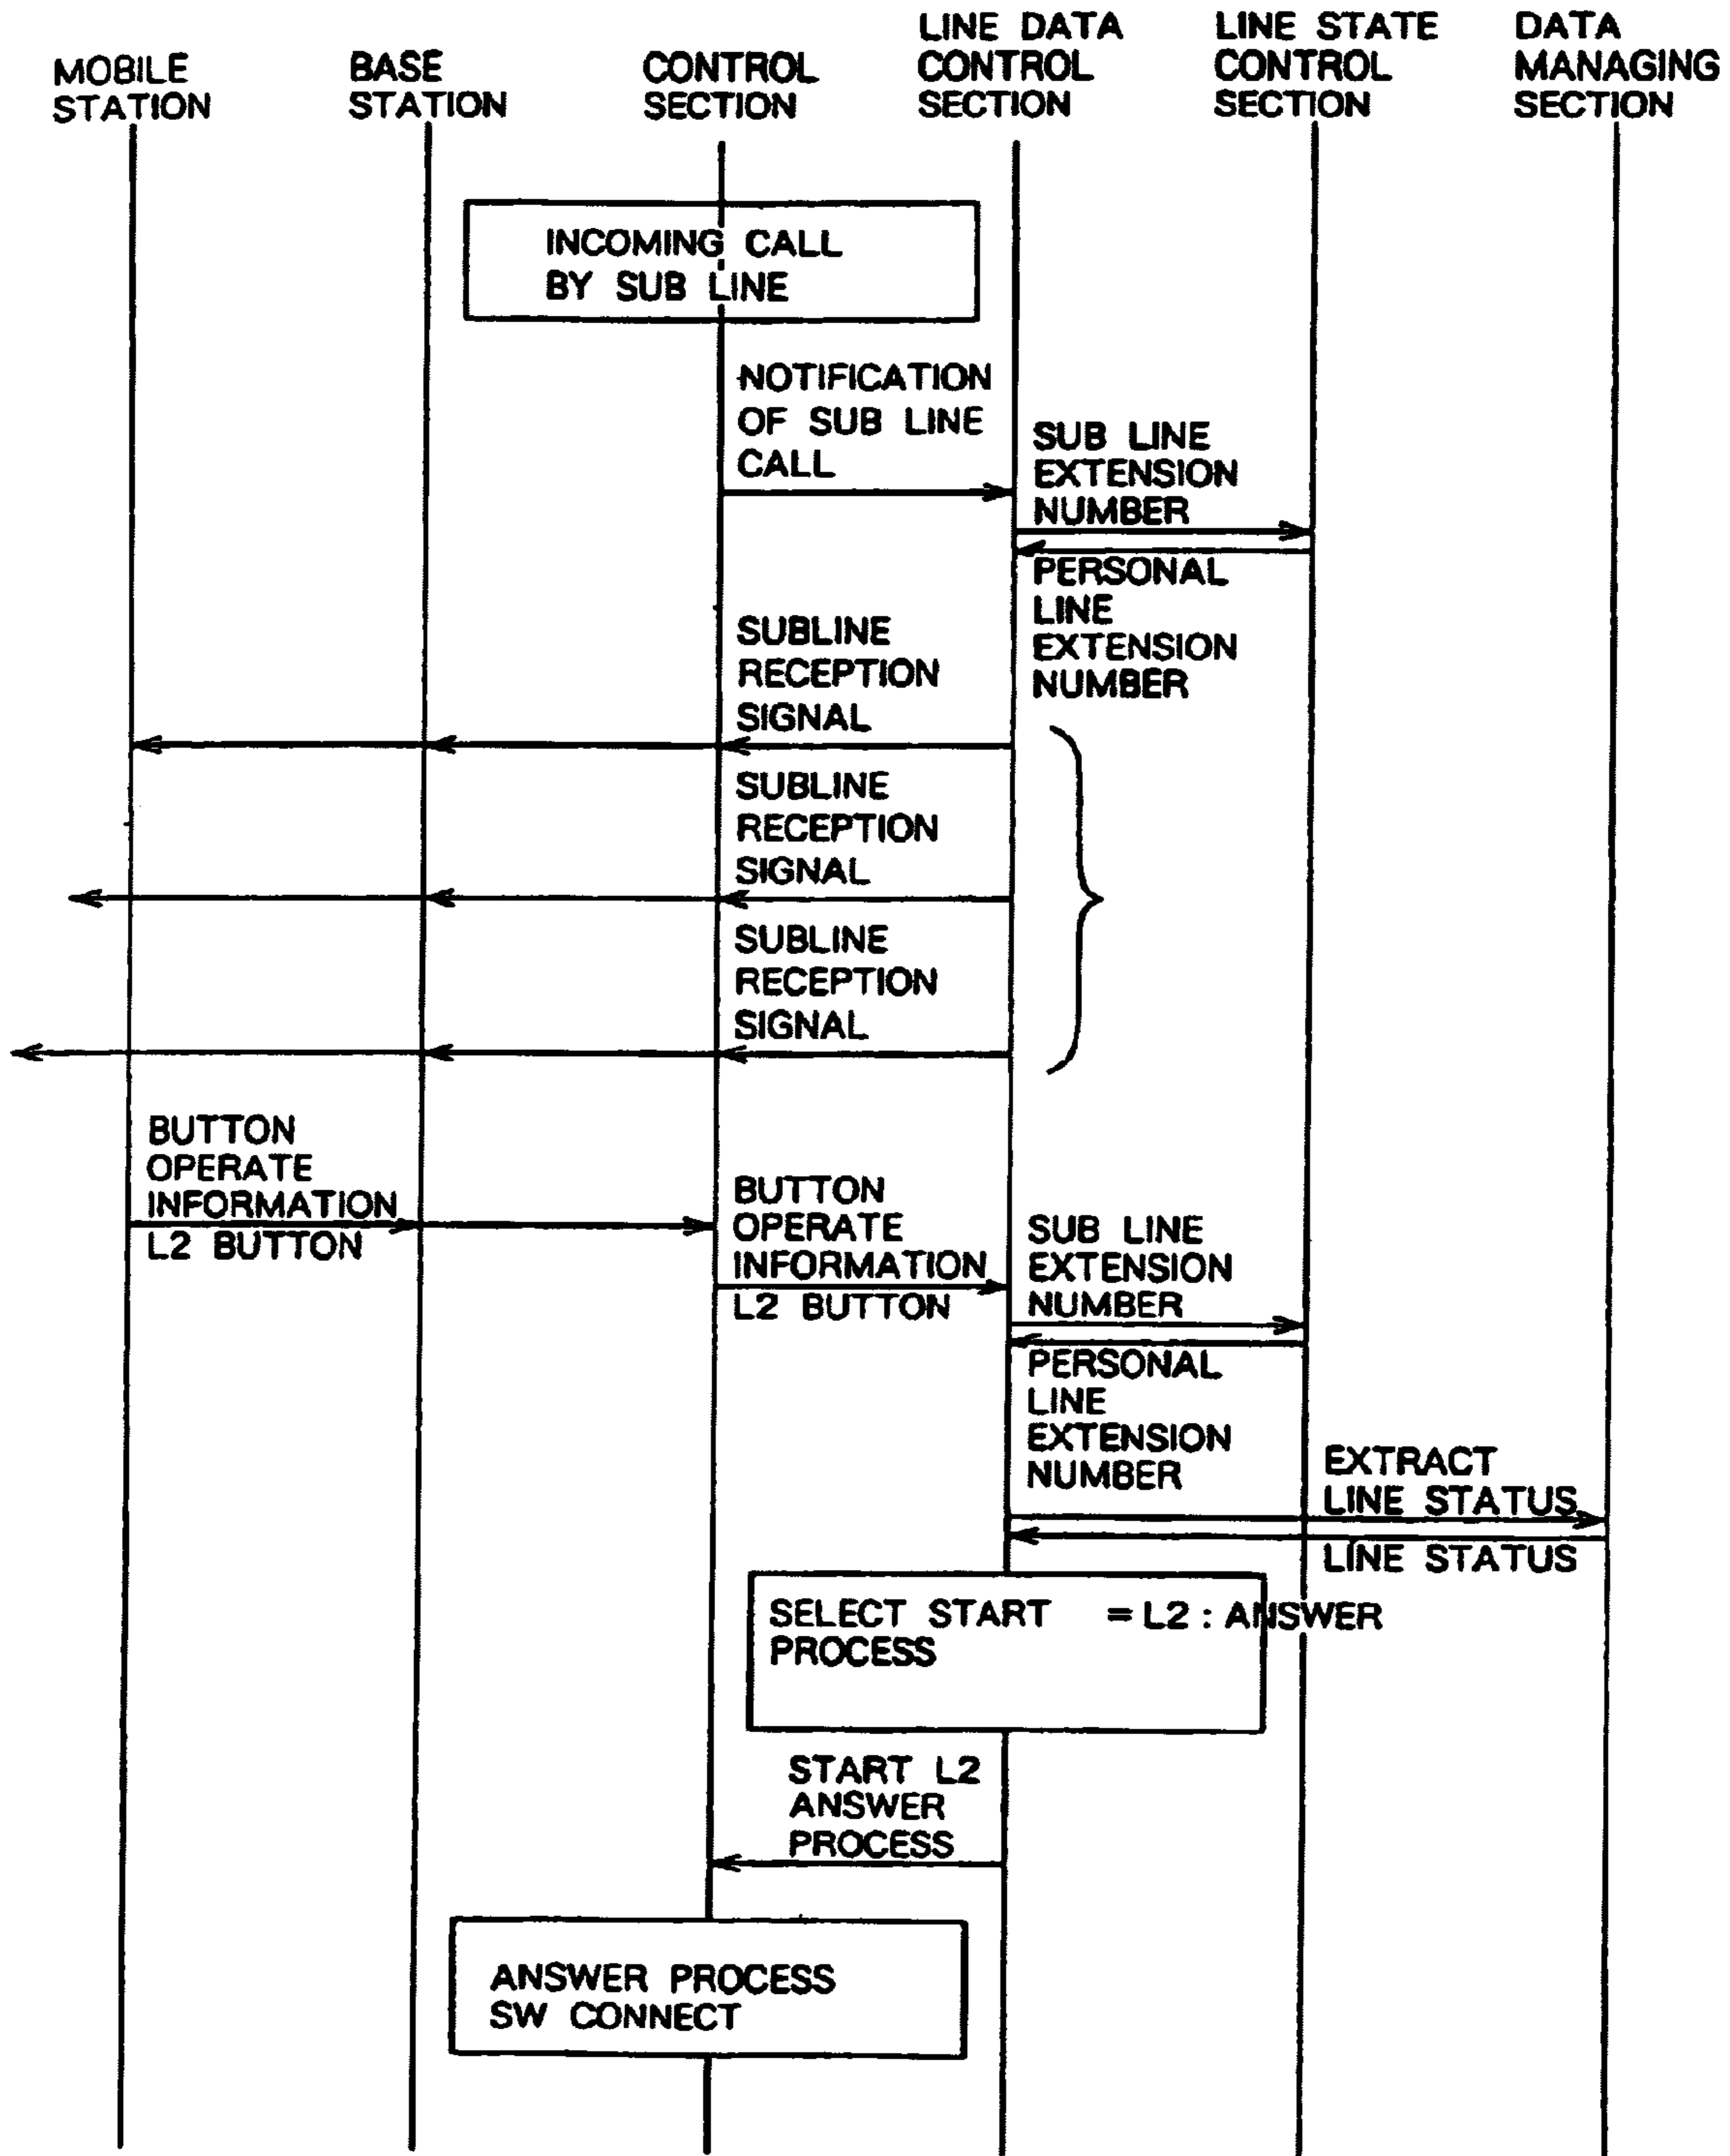 MOBILE
STATION
BASE
STATION
CONTROL
SECTION
LINE DATA
CONTROL
SECTION
LINE STATE
CONTROL
SECTION
DATA
MANAGING
SECTION
INCOMING CALL
BY SUB LINE
NOTIFICATION
OF SUB LINE
CALL
SUB LINE
EXTENSION
NUMBER
PERSONAL
LINE
EXTENSION
NUMBER
SUBLINE
RECEPTION
SIGNAL
SUBLINE
RECEPTION
SIGNAL
SUBLINE
RECEPTION
SIGNAL
BUTTON
OPERATE
INFORMATION
L2 BUTTON
BUTTON
OPERATE
INFORMATION
L2 BUTTON
SUB LINE
EXTENSION
NUMBER
PERSONAL
LINE
EXTENSION
NUMBER
EXTRACT
LINE STATUS
LINE STATUS
SELECT START = L2 : ANSWER
PROCESS
START L2
ANSWER
PROCESS
ANSWER PROCESS
SW CONNECT